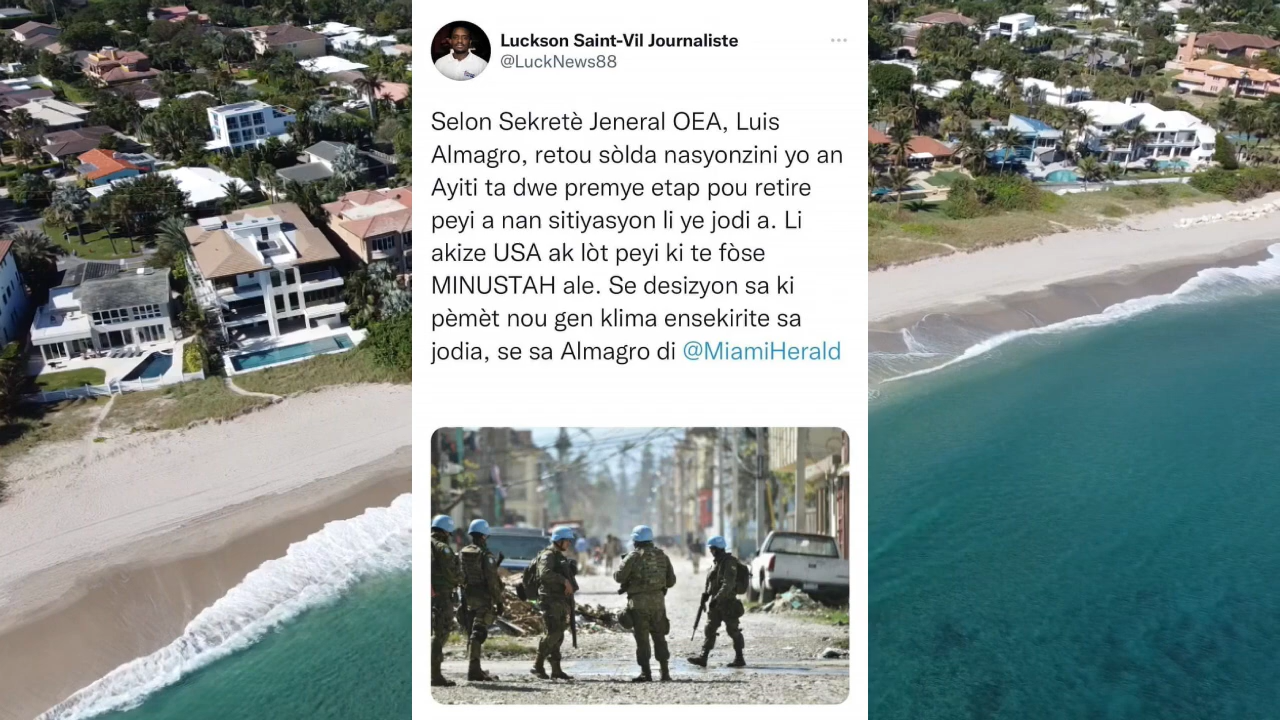 Luckson Saint-Vil Journaliste
@LuckNews88
Selon Sekretè Jeneral OEA, Luis
Almagro, retou sòlda nasyonzini yo an
Ayiti ta dwe premye etap pou retire
peyi a nan sitiyasyon li ye jodi a. Li
akize USA ak lòt peyi ki te fòse
MINUSTAH ale. Se desizyon sa ki
pèmèt nou gen klima ensekirite sa
jodia, se sa Almagro di @MiamiHerald